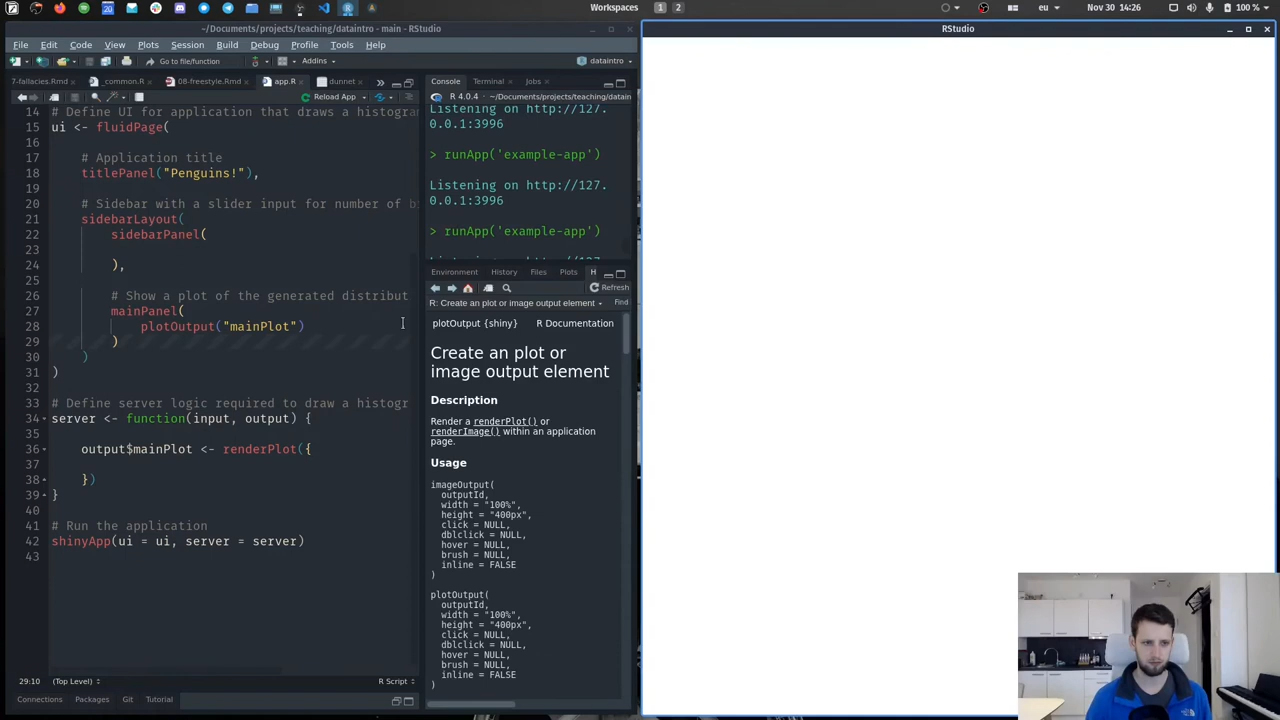 Workspaces 1 2
eu
Nov 30 14:26
100 %
~/Documents/projects/teaching/dataintro - main - RStudio
RStudio
File Edit Code View Plots Session Build Debug Profile Tools Help
Go to file/function
Addins
dataintro
7-fallacies.Rmd
_common.R
08-freestyle.Rmd
app.R
dunnet
Reload App
14 # Define UI for application that draws a histogra
15 ui <- fluidPage(
16
17 # Application title
18 titlePanel("Penguins!"),
19
20 # Sidebar with a slider input for number of b
21 sidebarLayout(
22 sidebarPanel(
23
24 ),
25
26 # Show a plot of the generated distribut
27 mainPanel(
28 plotOutput("mainPlot")
29 )
30 )
31 )
32
33 # Define server logic required to draw a histogr
34 server <- function(input, output) {
35
36 output$mainPlot <- renderPlot({
37
38 })
39 }
40
41 # Run the application
42 shinyApp(ui = ui, server = server)
43
29:10 (Top Level) R Script
Connections Packages Git Tutorial
Console Terminal Jobs
R 4.0.4 · ~/Documents/projects/teaching/datain
Listening on http://127.
0.0.1:3996
> runApp('example-app')
Listening on http://127.
0.0.1:3996
> runApp('example-app')
Environment History Files Plots H
Refresh
R: Create an plot or image output element
Find
plotOutput {shiny} R Documentation
Create an plot or
image output element
Description
Render a renderPlot() or
renderImage() within an application
page.
Usage
imageOutput(
outputId,
width = "100%",
height = "400px",
click = NULL,
dblclick = NULL,
hover = NULL,
brush = NULL,
inline = FALSE
)
plotOutput(
outputId,
width = "100%",
height = "400px",
click = NULL,
dblclick = NULL,
hover = NULL,
brush = NULL,
inline = FALSE
)